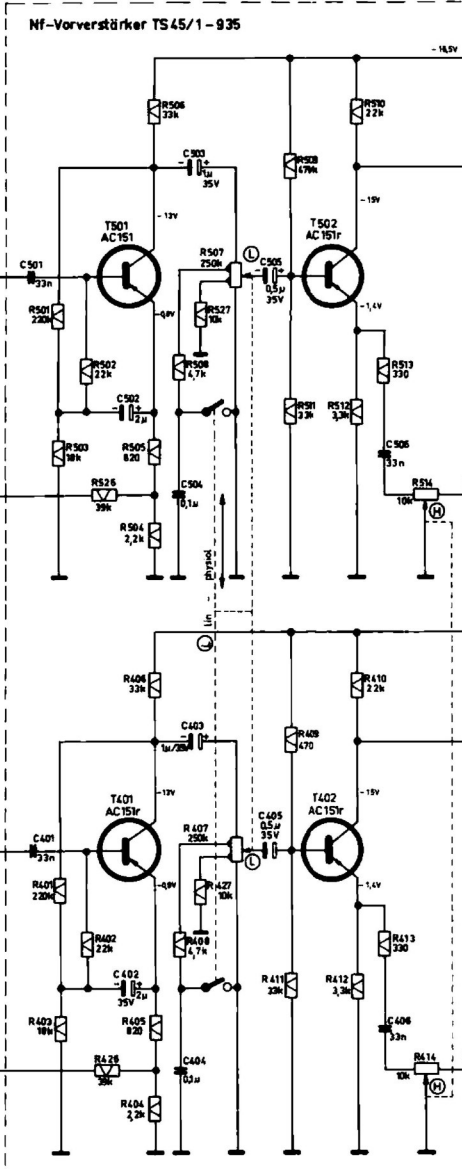 Nf-Vorverstärker TS45/1-935
- 16,5V
R506
33k
R510
22k
C503
- +
1µ
35V
R509
470k
- 13V
- 15V
T501
AC151
T502
AC151r
R507
250k
L
C505
+
0,5µ
35V
C501
33n
R501
220k
-0,8V
R527
10k
-1,4V
R502
22k
R508
4,7k
R513
330
C502
- +
2µ
R511
33k
R512
3,3k
R503
18k
R505
820
C506
33n
R526
39k
C504
0,1µ
R514
10k
H
R504
2,2k
Lin - physiol
L
R406
33k
R410
22k
C403
- +
1µ/35V
R409
470
-13V
- 15V
T401
AC151r
T402
AC151r
R407
250k
C405
0,5µ
35V
L
C401
33n
R401
220k
-0,8V
R427
10k
-1,4V
R402
22k
R408
4,7k
R413
330
C402
- +
35V 2µ
R411
33k
R412
3,3k
R403
18k
R405
820
C406
33n
R426
39k
C404
0,1µ
R414
10k
H
R404
2,2k